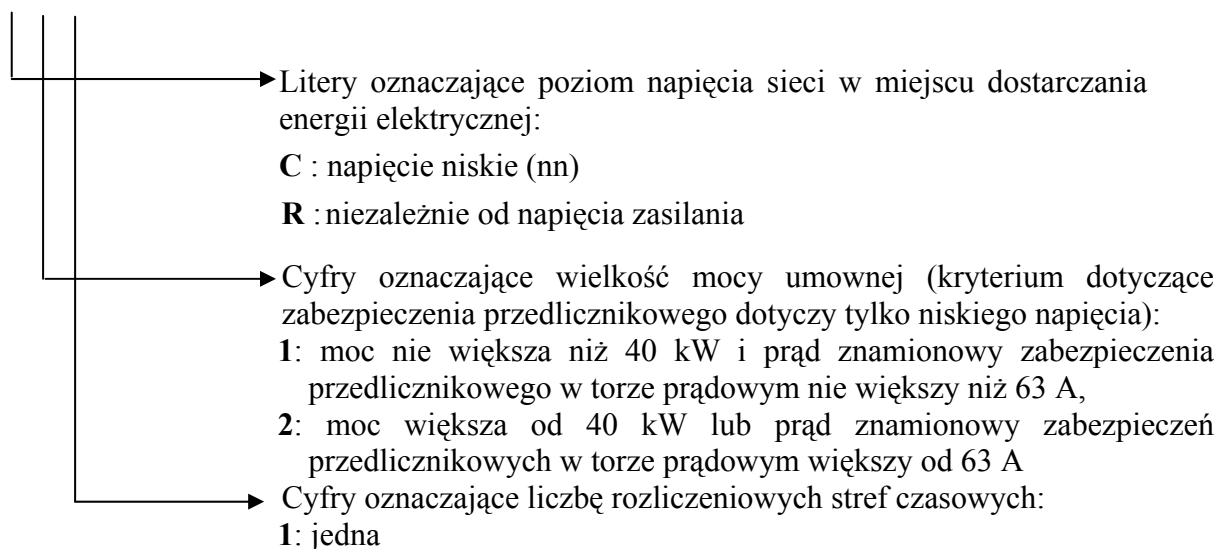 Litery oznaczające poziom napięcia sieci w miejscu dostarczania
energii elektrycznej:
C : napięcie niskie (nn)
R : niezależnie od napięcia zasilania
Cyfry oznaczające wielkość mocy umownej (kryterium dotyczące
zabezpieczenia przedlicznikowego dotyczy tylko niskiego napięcia):
1: moc nie większa niż 40 kW i prąd znamionowy zabezpieczenia
przedlicznikowego w torze prądowym nie większy niż 63 A,
2: moc większa od 40 kW lub prąd znamionowy zabezpieczeń
przedlicznikowych w torze prądowym większy od 63 A
Cyfry oznaczające liczbę rozliczeniowych stref czasowych:
1: jedna